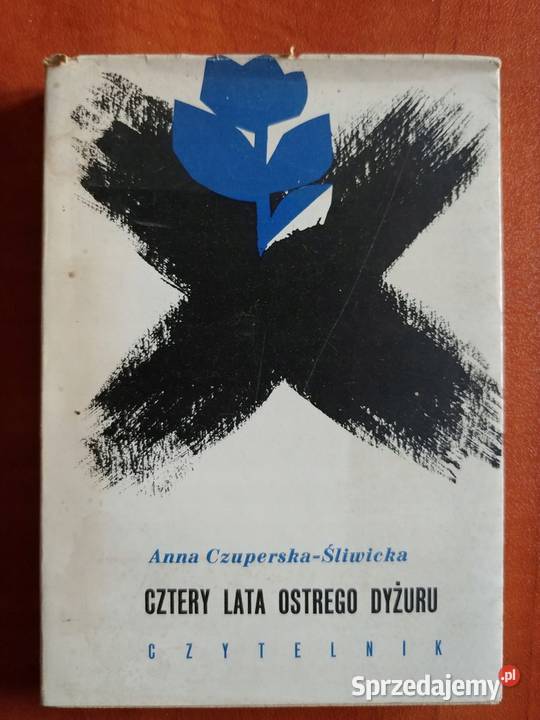 Anna Czuperska-Śliwicka
CZTERY LATA OSTREGO DYŻURU
CZYTELNIK
Sprzedajemy.pl